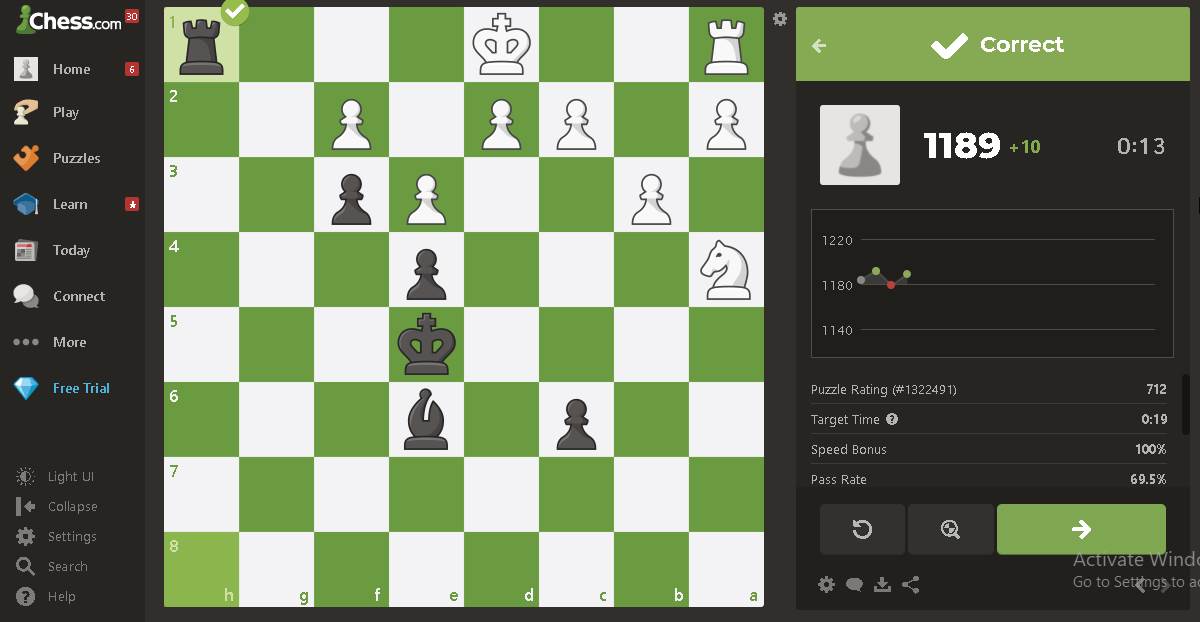 Chess.com 30
Home 6
Play
Puzzles
Learn
Today
Connect
More
Free Trial
Light UI
Collapse
Settings
Search
Help
1
2
3
4
5
6
7
8
h g f e d c b a
Correct
1189 +10 0:13
1220
1180
1140
Puzzle Rating (#1322491) 712
Target Time ? 0:19
Speed Bonus 100%
Pass Rate 69.5%
Activate Windo
Go to Settings to ac